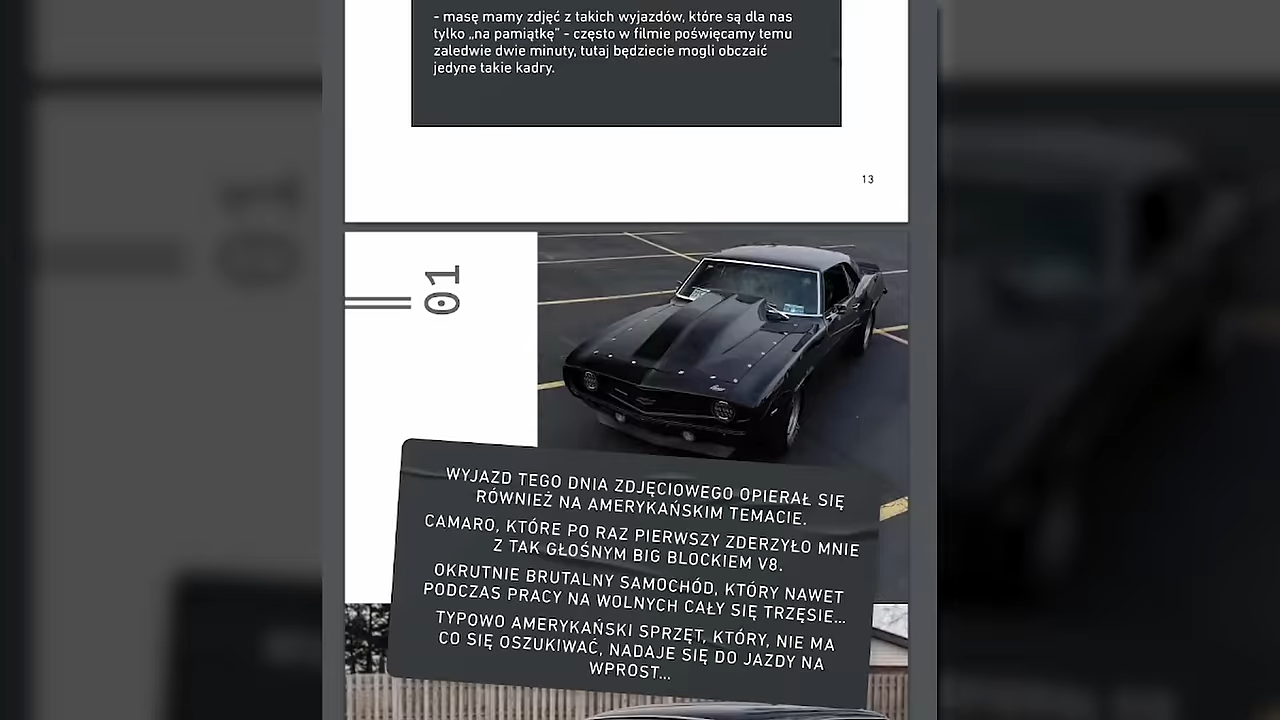 - masę mamy zdjęć z takich wyjazdów, które są dla nas
tylko „na pamiątkę” - często w filmie poświęcamy temu
zaledwie dwie minuty, tutaj będziecie mogli obczaić
jedyne takie kadry.
13
01
WYJAZD TEGO DNIA ZDJĘCIOWEGO OPIERAŁ SIĘ
RÓWNIEŻ NA AMERYKAŃSKIM TEMACIE.
CAMARO, KTÓRE PO RAZ PIERWSZY ZDERZYŁO MNIE
Z TAK GŁOŚNYM BIG BLOCKIEM V8.
OKRUTNIE BRUTALNY SAMOCHÓD, KTÓRY NAWET
PODCZAS PRACY NA WOLNYCH CAŁY SIĘ TRZĘSIE...
TYPOWO AMERYKAŃSKI SPRZĘT, KTÓRY, NIE MA
CO SIĘ OSZUKIWAĆ, NADAJE SIĘ DO JAZDY NA
WPROST...